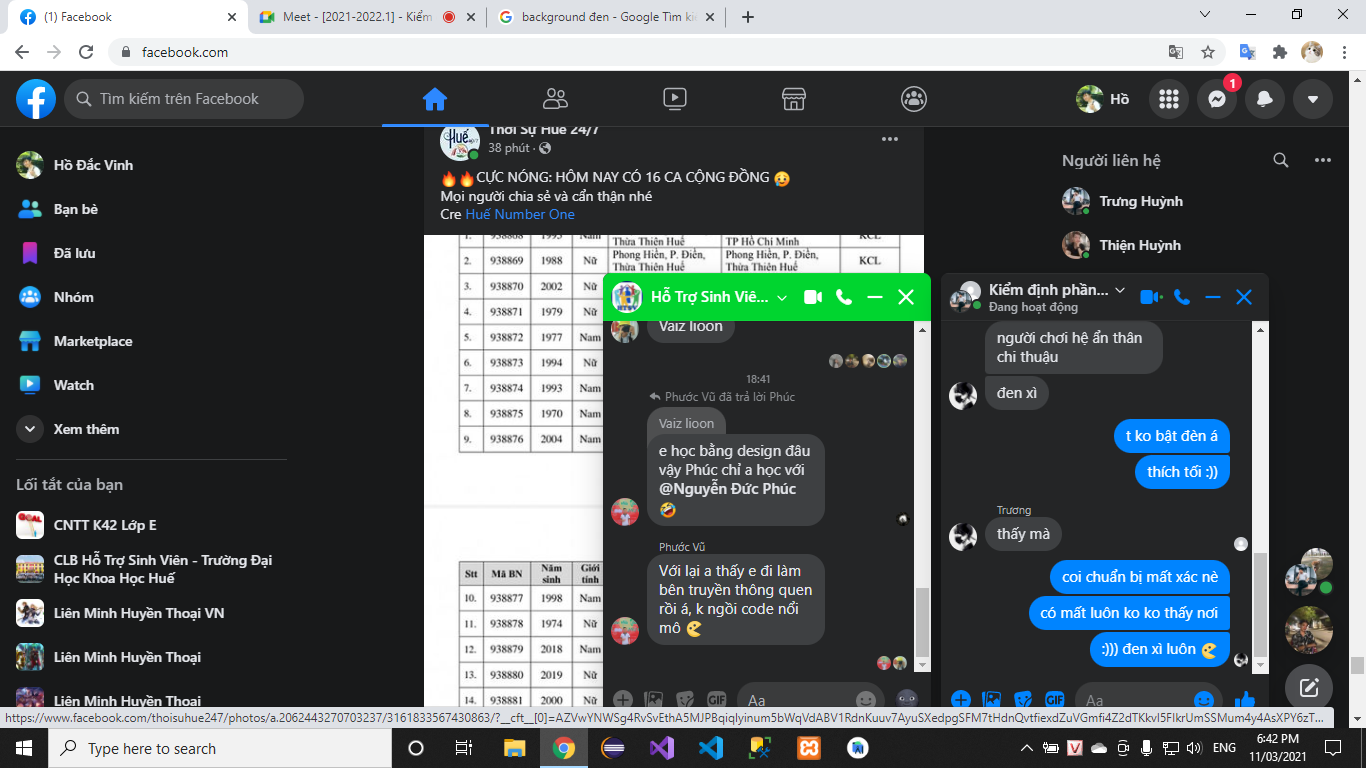 (1) Facebook
Meet - [2021-2022.1] - Kiểm
background đen - Google Tìm ki
facebook.com
Tìm kiếm trên Facebook
1
Hồ
Hồ Đắc Vinh
Bạn bè
Đã lưu
Nhóm
Marketplace
Watch
Xem thêm
Lối tắt của bạn
CNTT K42 Lớp E
CLB Hỗ Trợ Sinh Viên - Trường Đại
Học Khoa Học Huế
Liên Minh Huyền Thoại VN
Liên Minh Huyền Thoại
Liên Minh Huyền Thoại
Thời Sự Huế 24/7
38 phút
🔥🔥CỰC NÓNG: HÔM NAY CÓ 16 CA CỘNG ĐỒNG 😥
Mọi người chia sẻ và cẩn thận nhé
Cre Huế Number One
1. 938868 1995 Nam Thừa Thiên Huế TP Hồ Chí Minh KCL
2. 938869 1988 Nữ Phong Hiền, P. Điền, Phong Hiền, P. Điền, KCL
Thừa Thiên Huế Thừa Thiên Huế
3. 938870 2002 Nữ
4. 938871 1979 Nữ
5. 938872 1977 Nam
6. 938873 1994 Nữ
7. 938874 1993 Nam
8. 938875 1970 Nam
9. 938876 2004 Nam
Stt Mã BN Năm sinh Giới tính
10. 938877 1998 Nam
11. 938878 1974 Nữ
12. 938879 2018 Nam
13. 938880 2019 Nữ
14. 938881 2000 Nữ
Người liên hệ
Trưng Huỳnh
Thiện Huỳnh
Hỗ Trợ Sinh Viê...
Vaiz lioon
18:41
Phước Vũ đã trả lời Phúc
Vaiz lioon
e học bằng design đâu
vậy Phúc chỉ a học với
@Nguyễn Đức Phúc
🤣
Phước Vũ
Với lại a thấy e đi làm
bên truyền thông quen
rồi á, k ngồi code nổi
mô
GIF
Aa
Kiểm định phần...
Đang hoạt động
người chơi hệ ẩn thân
chi thuậu
đen xì
t ko bật đèn á
thích tối :))
Trương
thấy mà
coi chuẩn bị mất xác nè
có mất luôn ko ko thấy nơi
:))) đen xì luôn
GIF
Aa
https://www.facebook.com/thoisuhue247/photos/a.2062443270703237/3161833567430863/?__cft__[0]=
Type here to search
ENG
6:42 PM
11/03/2021